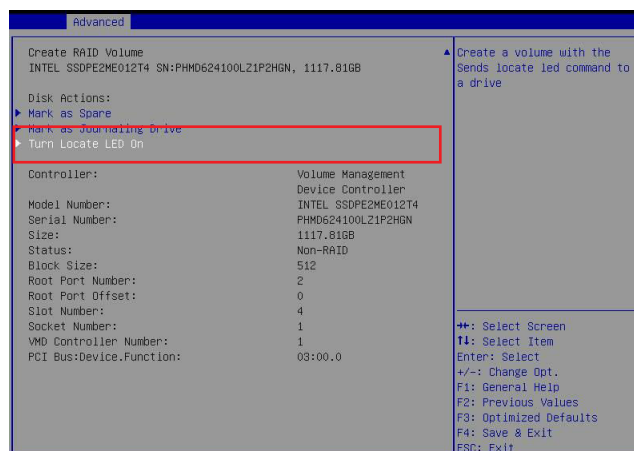 Advanced
Create RAID Volume
INTEL SSDPE2ME012T4 SN:PHMD624100LZ1P2HGN, 1117.81GB
Disk Actions:
Mark as Spare
Mark as Journaling Drive
Turn Locate LED On
Controller: Volume Management
Device Controller
Model Number: INTEL SSDPE2ME012T4
Serial Number: PHMD624100LZ1P2HGN
Size: 1117.81GB
Status: Non-RAID
Block Size: 512
Root Port Number: 2
Root Port Offset: 0
Slot Number: 4
Socket Number: 1
VMD Controller Number: 1
PCI Bus:Device.Function: 03:00.0
Create a volume with the
Sends locate led command to
a drive
→←: Select Screen
↑↓: Select Item
Enter: Select
+/-: Change Opt.
F1: General Help
F2: Previous Values
F3: Optimized Defaults
F4: Save & Exit
ESC: Exit